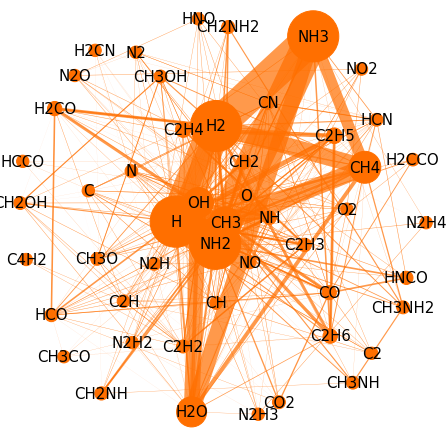 HNO
CH2NH2
NH3
H2CN
N2
N2O
CH3OH
NO2
H2CO
CN
C2H4
H2
C2H5
HCN
HCCO
CH2
CH4
H2CCO
N
C
OH
O
CH2OH
H
CH3
NH
O2
N2H4
NH2
C2H3
C4H2
CH3O
N2H
NO
HNCO
CO
C2H
CH
CH3NH2
HCO
N2H2
C2H2
C2H6
CH3CO
C2
CH3NH
CH2NH
H2O
N2H3
CO2